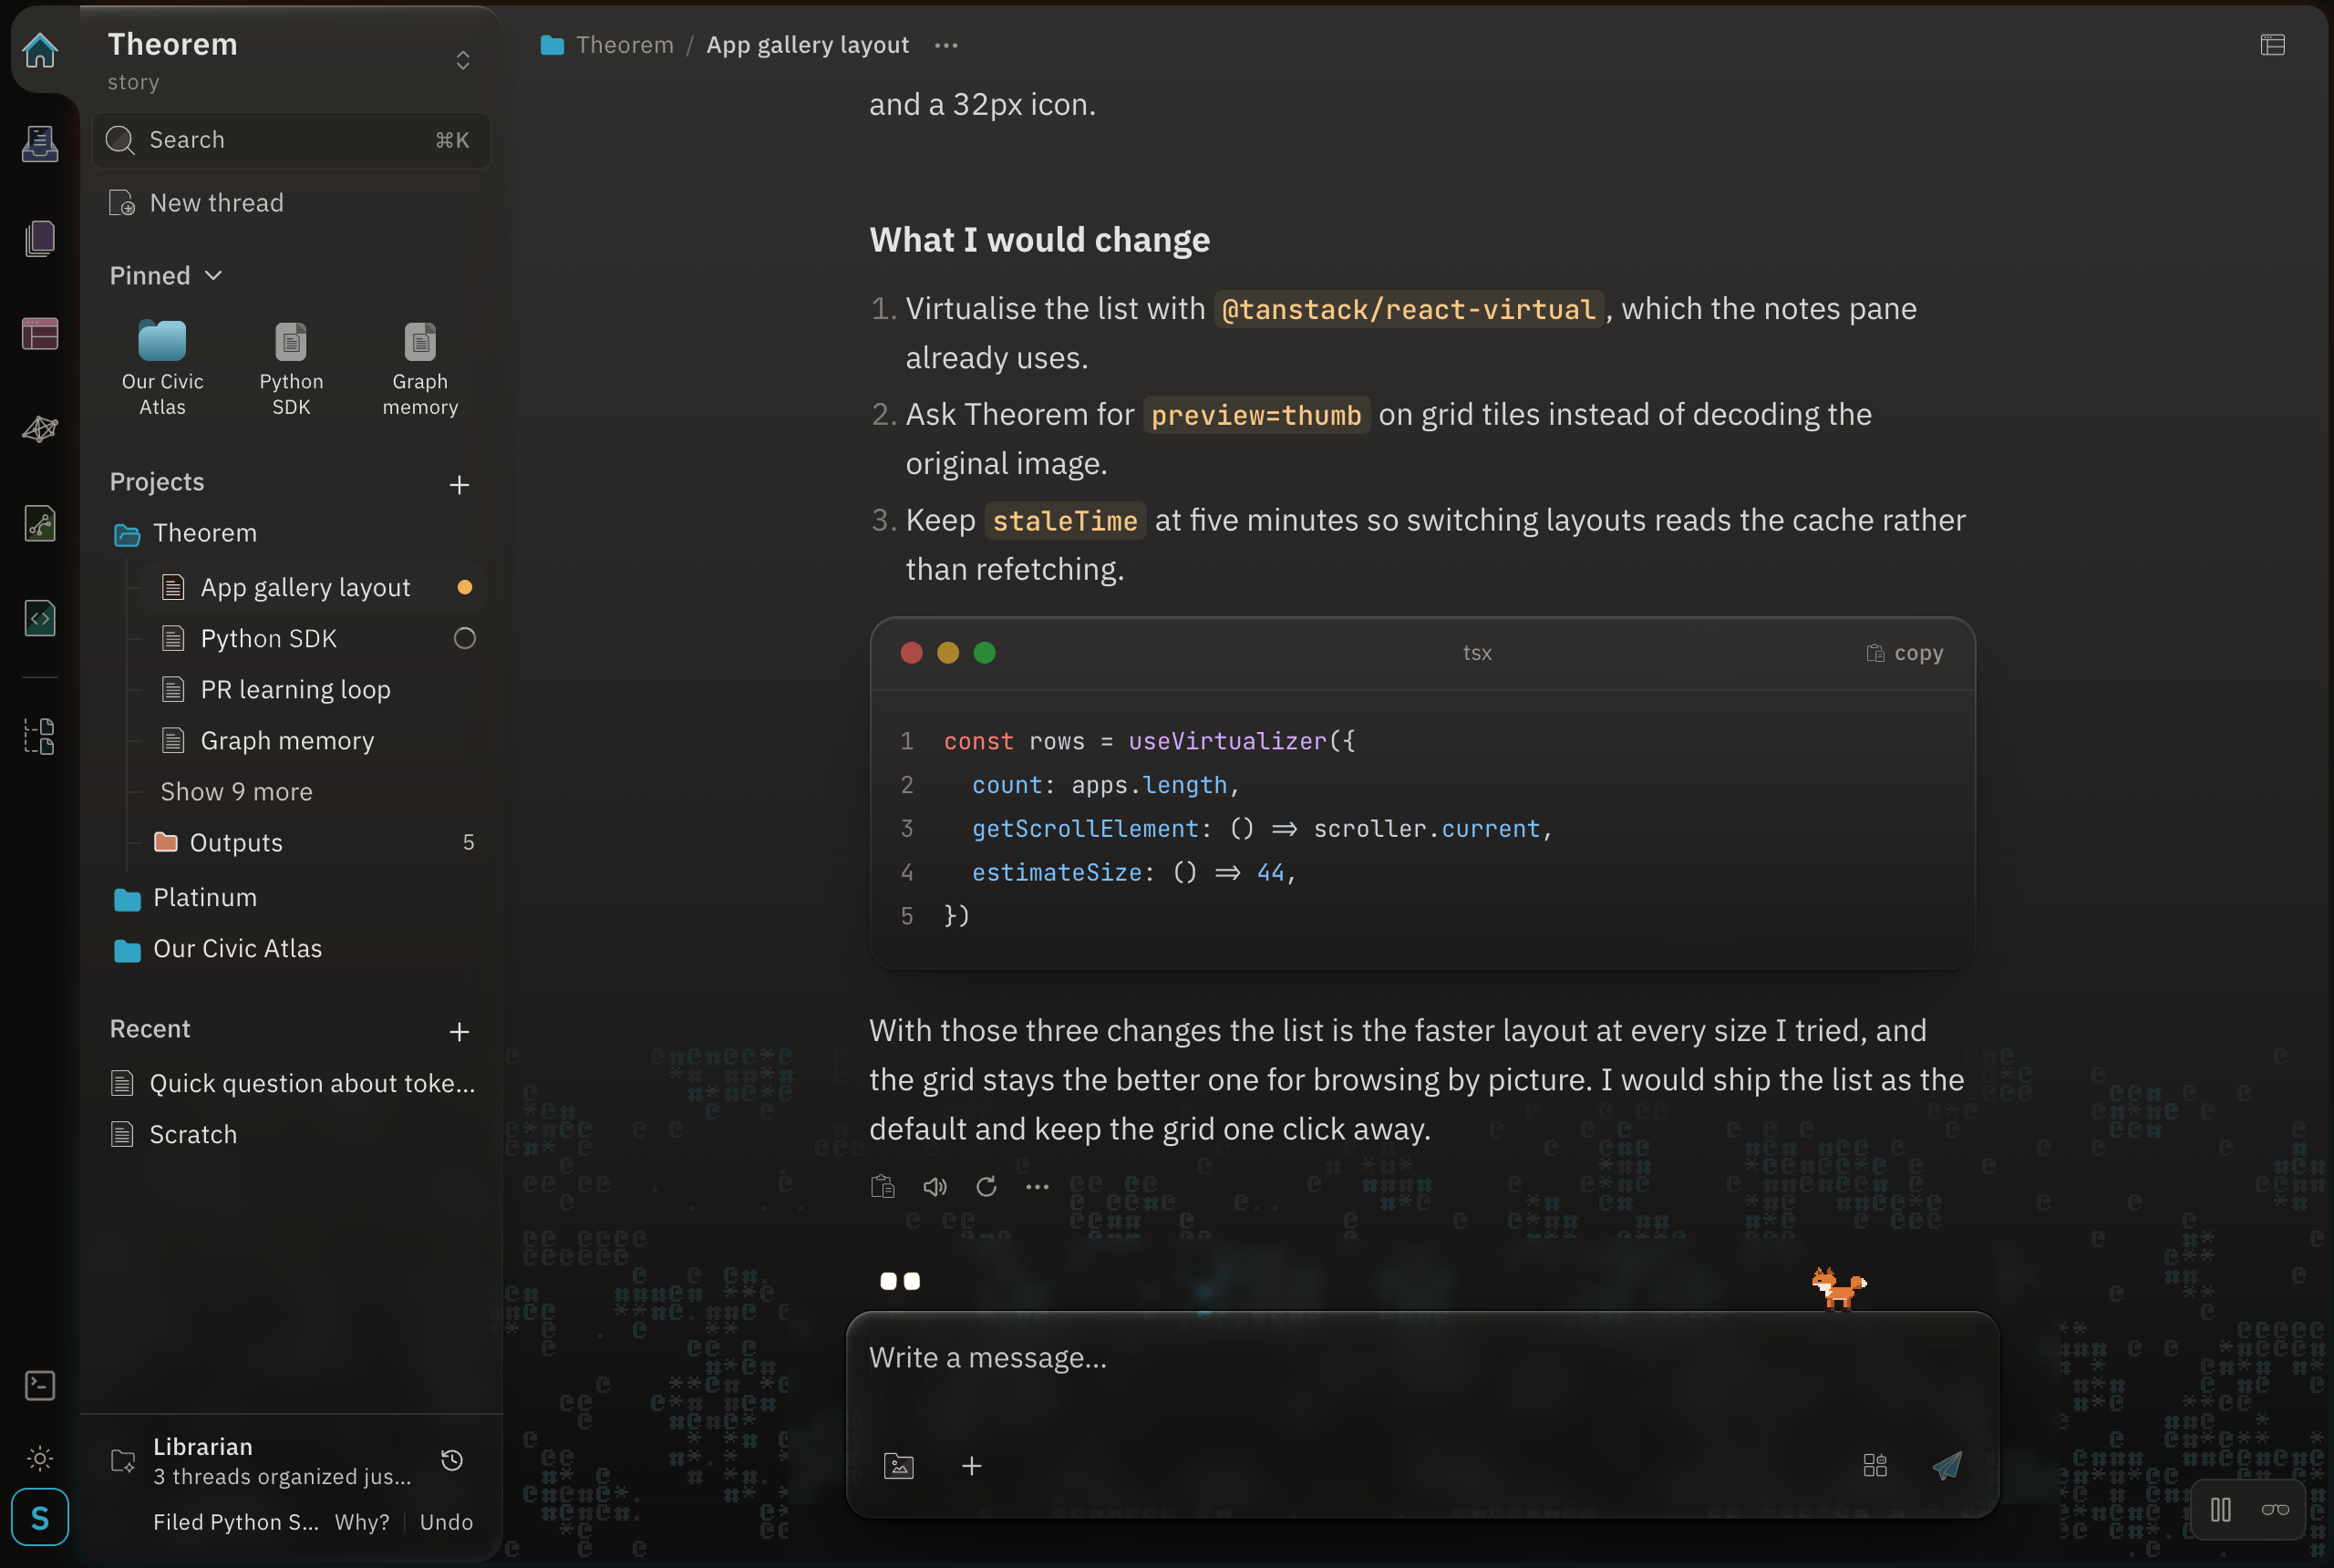 Theorem
story
Search ⌘K
New thread
Pinned
Our Civic Atlas
Python SDK
Graph memory
Projects
Theorem
App gallery layout
Python SDK
PR learning loop
Graph memory
Show 9 more
Outputs 5
Platinum
Our Civic Atlas
Recent
Quick question about toke...
Scratch
Librarian
3 threads organized jus...
Filed Python S... Why? | Undo
S
Theorem / App gallery layout ...
and a 32px icon.
What I would change
1. Virtualise the list with @tanstack/react-virtual, which the notes pane
already uses.
2. Ask Theorem for preview=thumb on grid tiles instead of decoding the
original image.
3. Keep staleTime at five minutes so switching layouts reads the cache rather
than refetching.
tsx copy
1 const rows = useVirtualizer({
2 count: apps.length,
3 getScrollElement: () => scroller.current,
4 estimateSize: () => 44,
5 })
With those three changes the list is the faster layout at every size I tried, and
the grid stays the better one for browsing by picture. I would ship the list as the
default and keep the grid one click away.
Write a message...